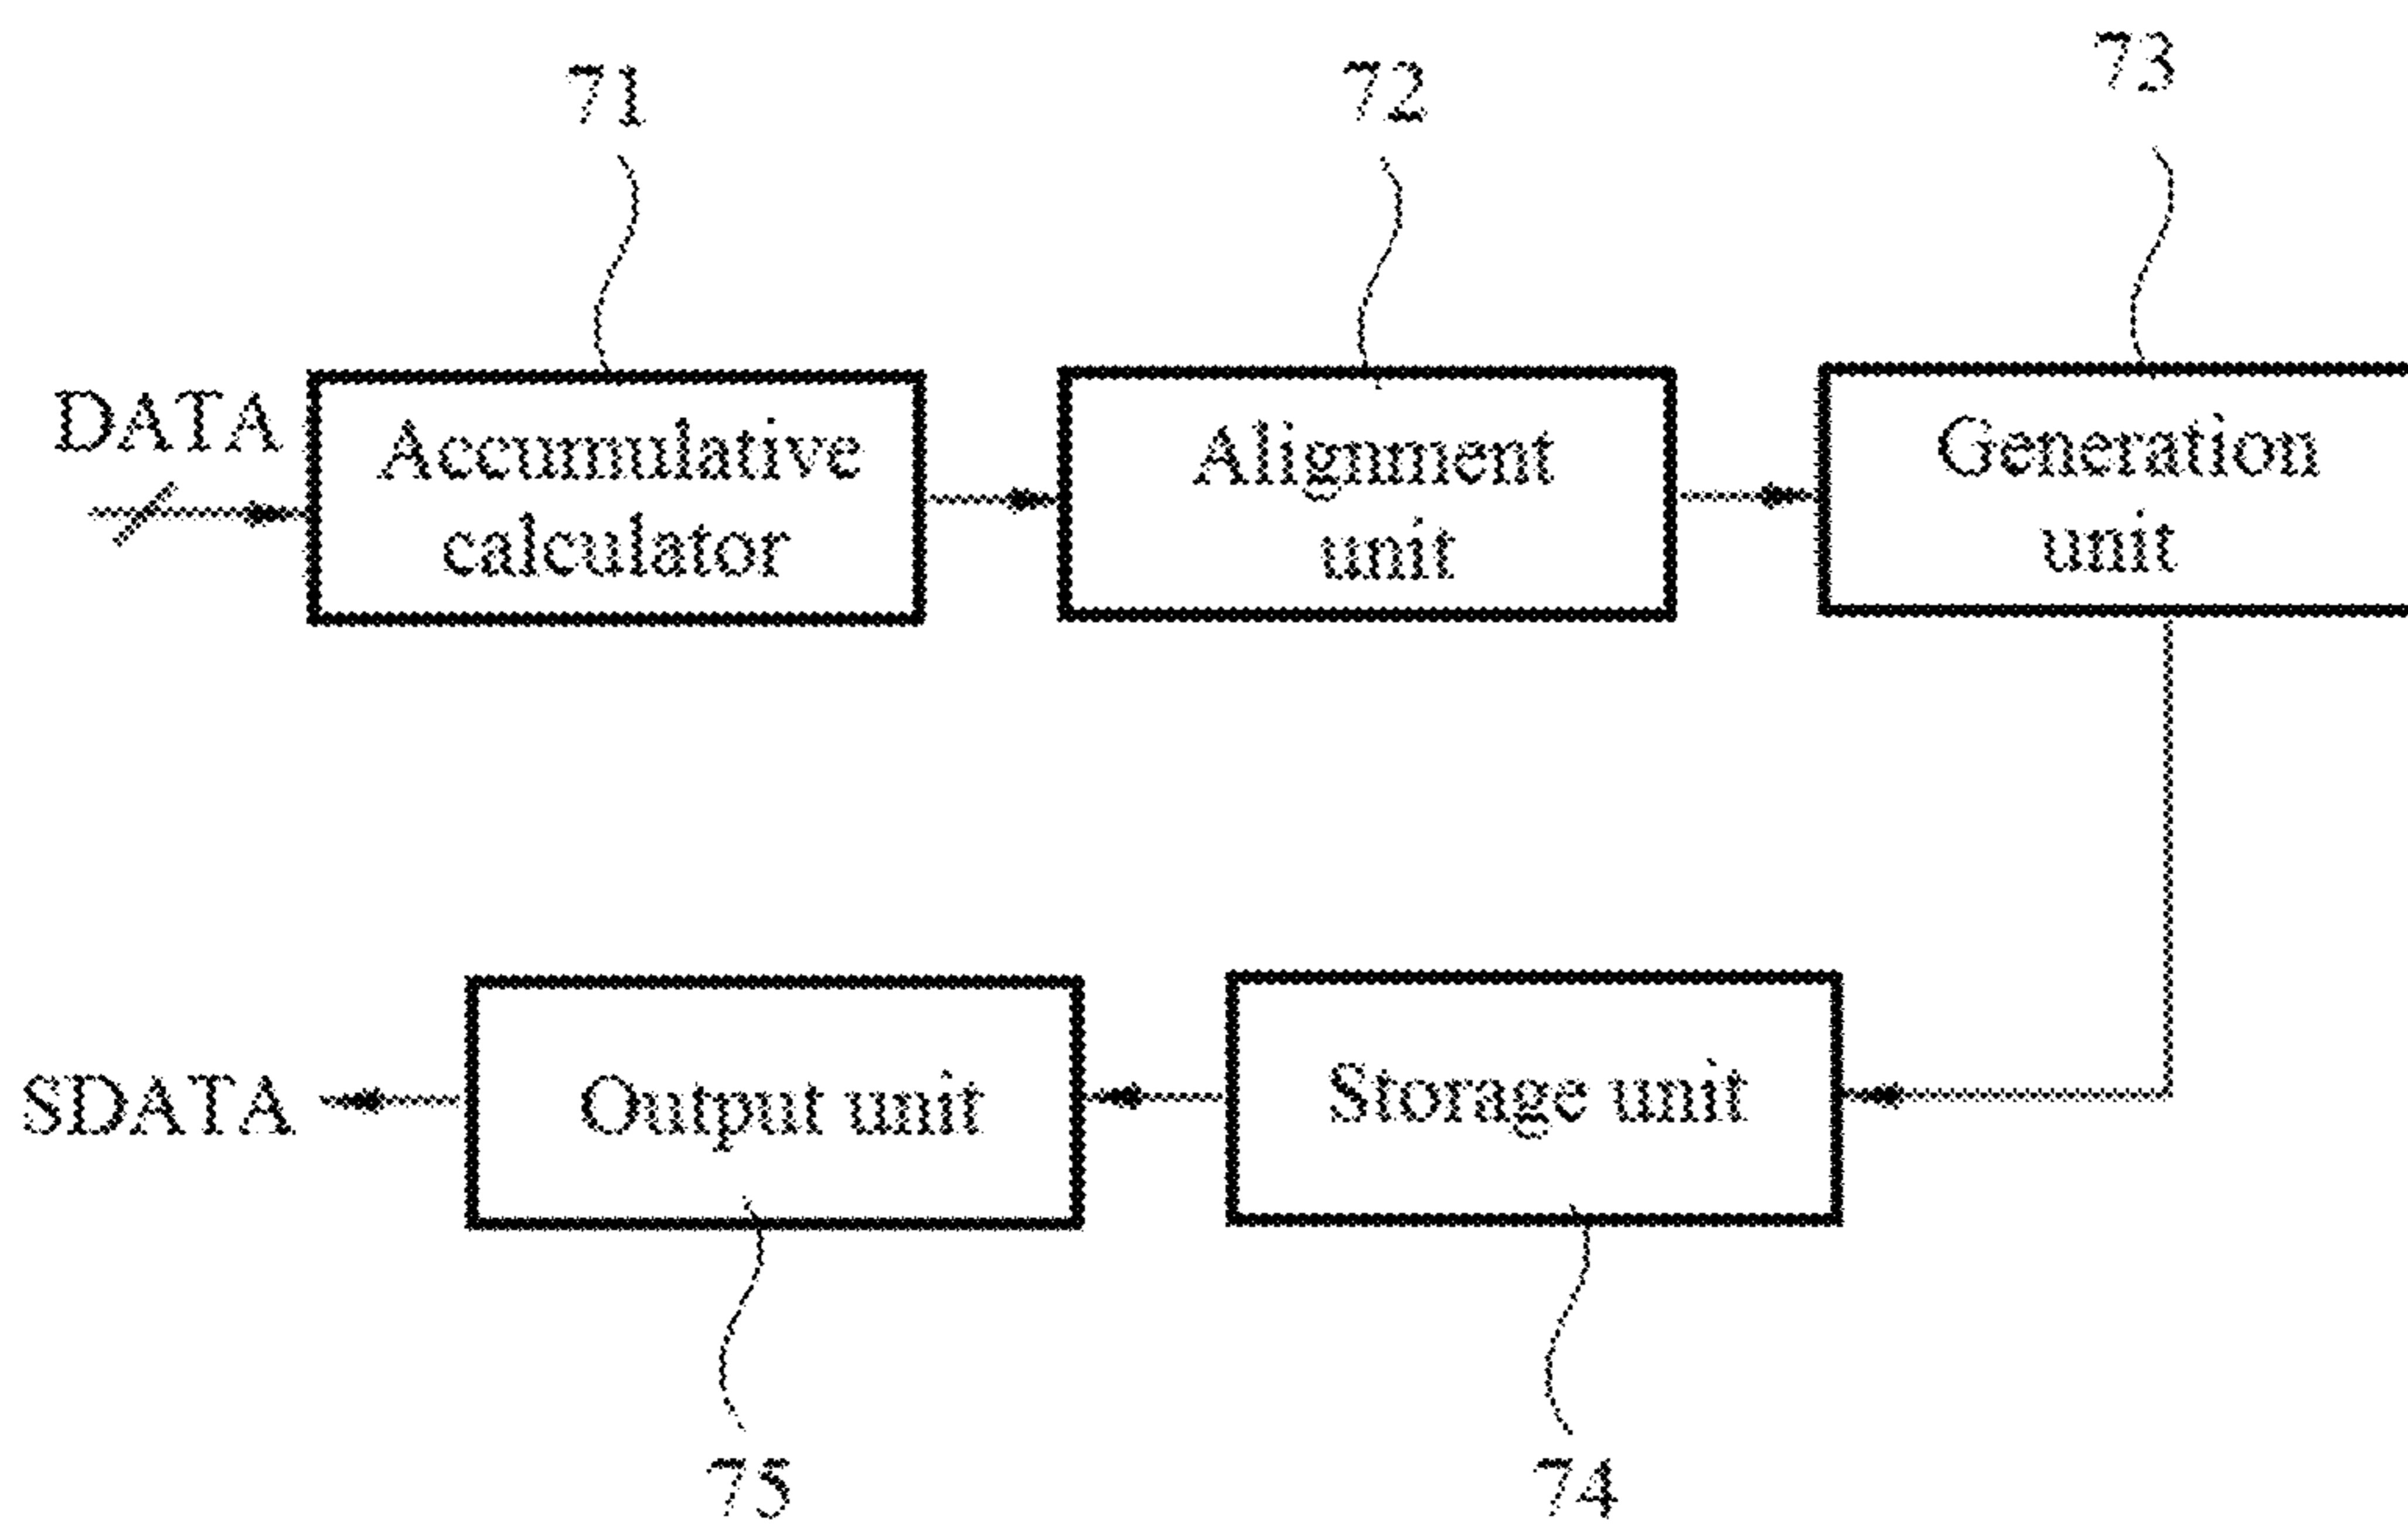 71
72
73
DATA
Accumulative
calculator
Alignment
unit
Generation
unit
SDATA
Output unit
Storage unit
75
74